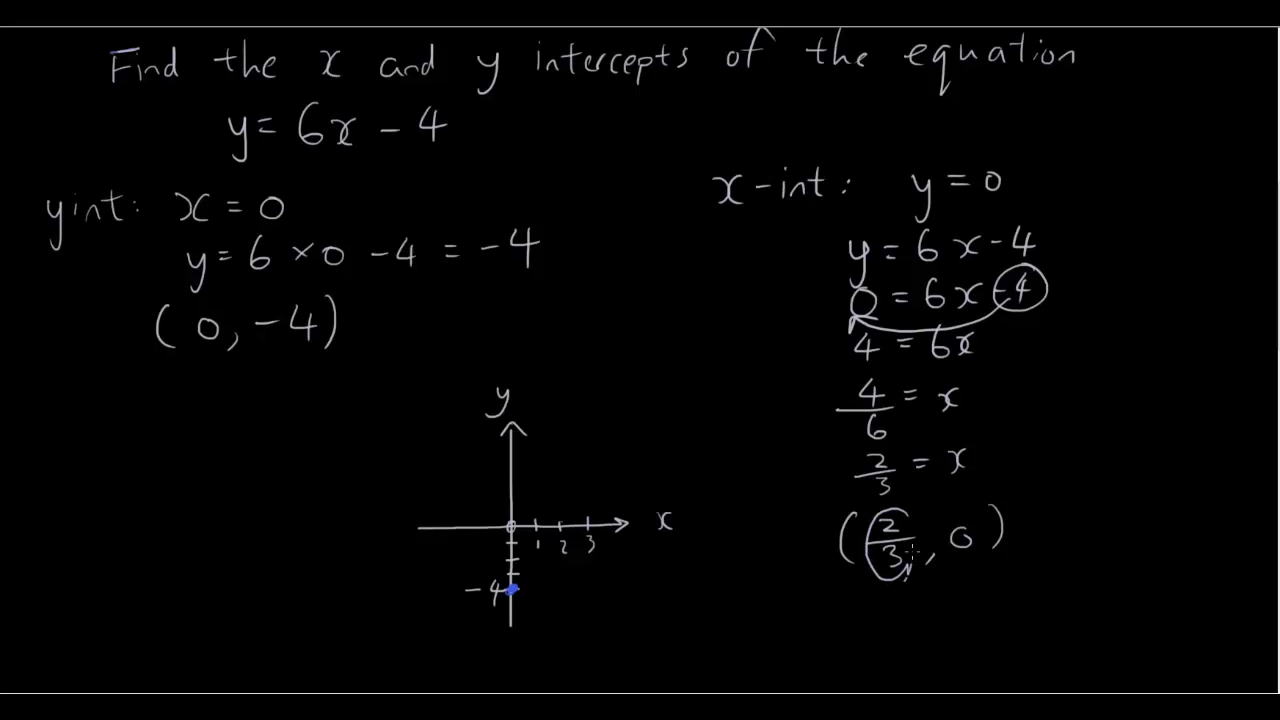 Find the x and y intercepts of the equation
y = 6x - 4
y int: x = 0
y = 6 × 0 - 4 = -4
(0, -4)
x-int: y = 0
y = 6x - 4
0 = 6x - 4
4 = 6x
4/6 = x
2/3 = x
(2/3, 0)
y
x
1 2 3
-4